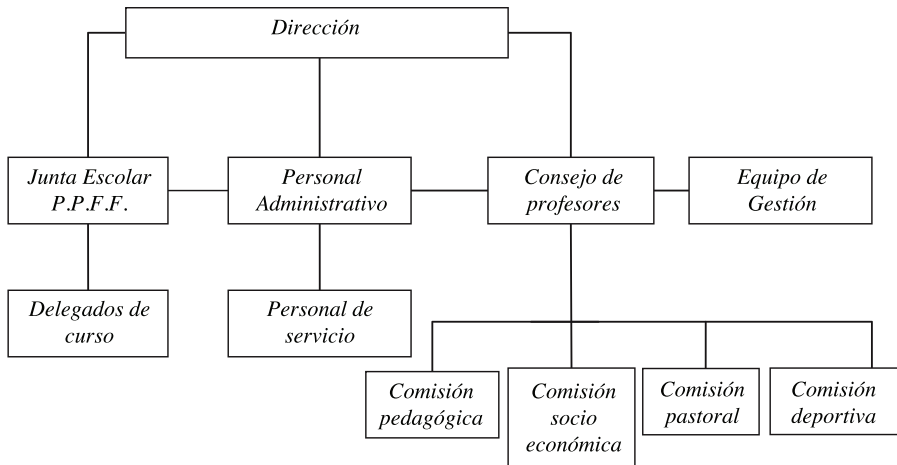 Dirección
Junta Escolar
P.P.F.F.
Personal
Administrativo
Consejo de
profesores
Equipo de
Gestión
Delegados de
curso
Personal de
servicio
Comisión
pedagógica
Comisión
socio
económica
Comisión
pastoral
Comisión
deportiva